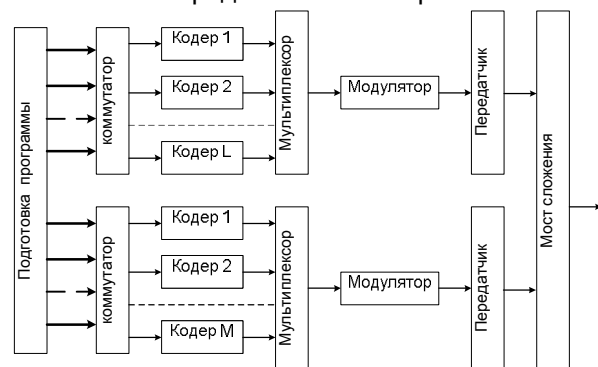 Подготовка программы
коммутатор
Кодер 1
Кодер 2
Кодер L
Мультиплексор
Модулятор
Передатчик
Мост сложения
коммутатор
Кодер 1
Кодер 2
Кодер M
Мультиплексор
Модулятор
Передатчик